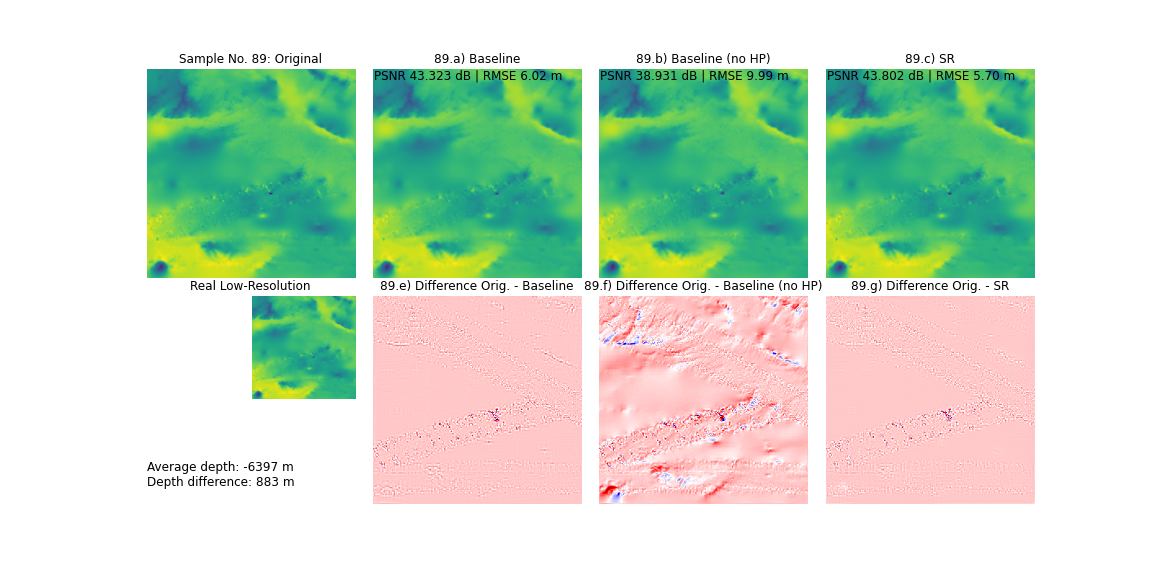 Sample No. 89: Original
89.a) Baseline
89.b) Baseline (no HP)
89.c) SR
PSNR 43.323 dB | RMSE 6.02 m
PSNR 38.931 dB | RMSE 9.99 m
PSNR 43.802 dB | RMSE 5.70 m
Real Low-Resolution
89.e) Difference Orig. - Baseline
89.f) Difference Orig. - Baseline (no HP)
89.g) Difference Orig. - SR
Average depth: -6397 m
Depth difference: 883 m